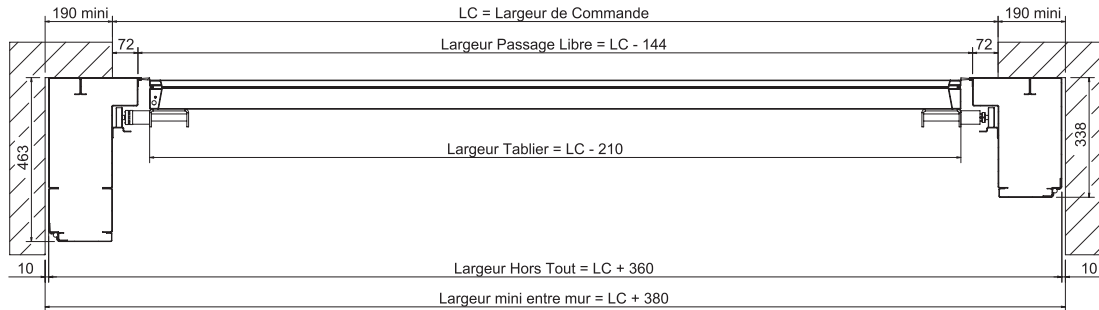 190 mini
LC = Largeur de Commande
190 mini
72
Largeur Passage Libre = LC - 144
72
463
Largeur Tablier = LC - 210
338
10
Largeur Hors Tout = LC + 360
10
Largeur mini entre mur = LC + 380